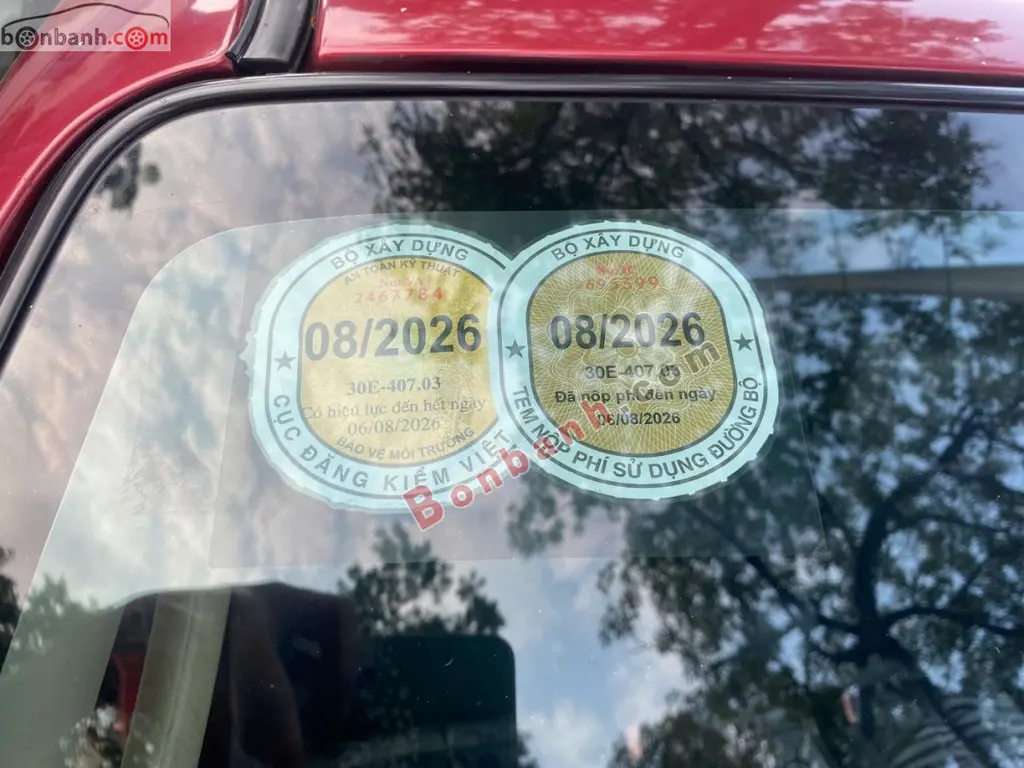 bonbanh.com
BỘ XÂY DỰNG
AN TOÀN KỸ THUẬT
2467784
08/2026
30E-407.03
Có hiệu lực đến hết ngày
06/08/2026
BẢO VỆ MÔI TRƯỜNG
CỤC ĐĂNG KIỂM VIỆT
BỘ XÂY DỰNG
08/2026
30E-407.03
Đã nộp phí đến ngày
06/08/2026
TEM NỘP PHÍ SỬ DỤNG ĐƯỜNG BỘ
Bonbanh.com